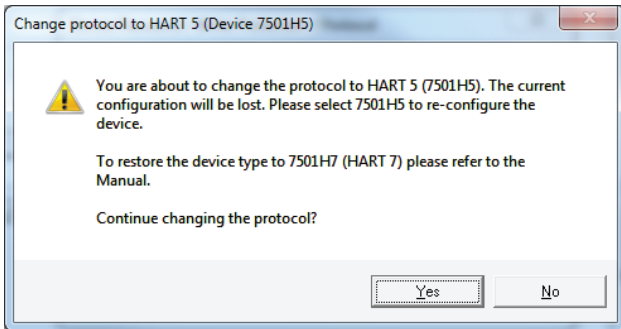 Change protocol to HART 5 (Device 7501H5)
You are about to change the protocol to HART 5 (7501H5). The current
configuration will be lost. Please select 7501H5 to re-configure the
device.
To restore the device type to 7501H7 (HART 7) please refer to the
Manual.
Continue changing the protocol?
Yes
No